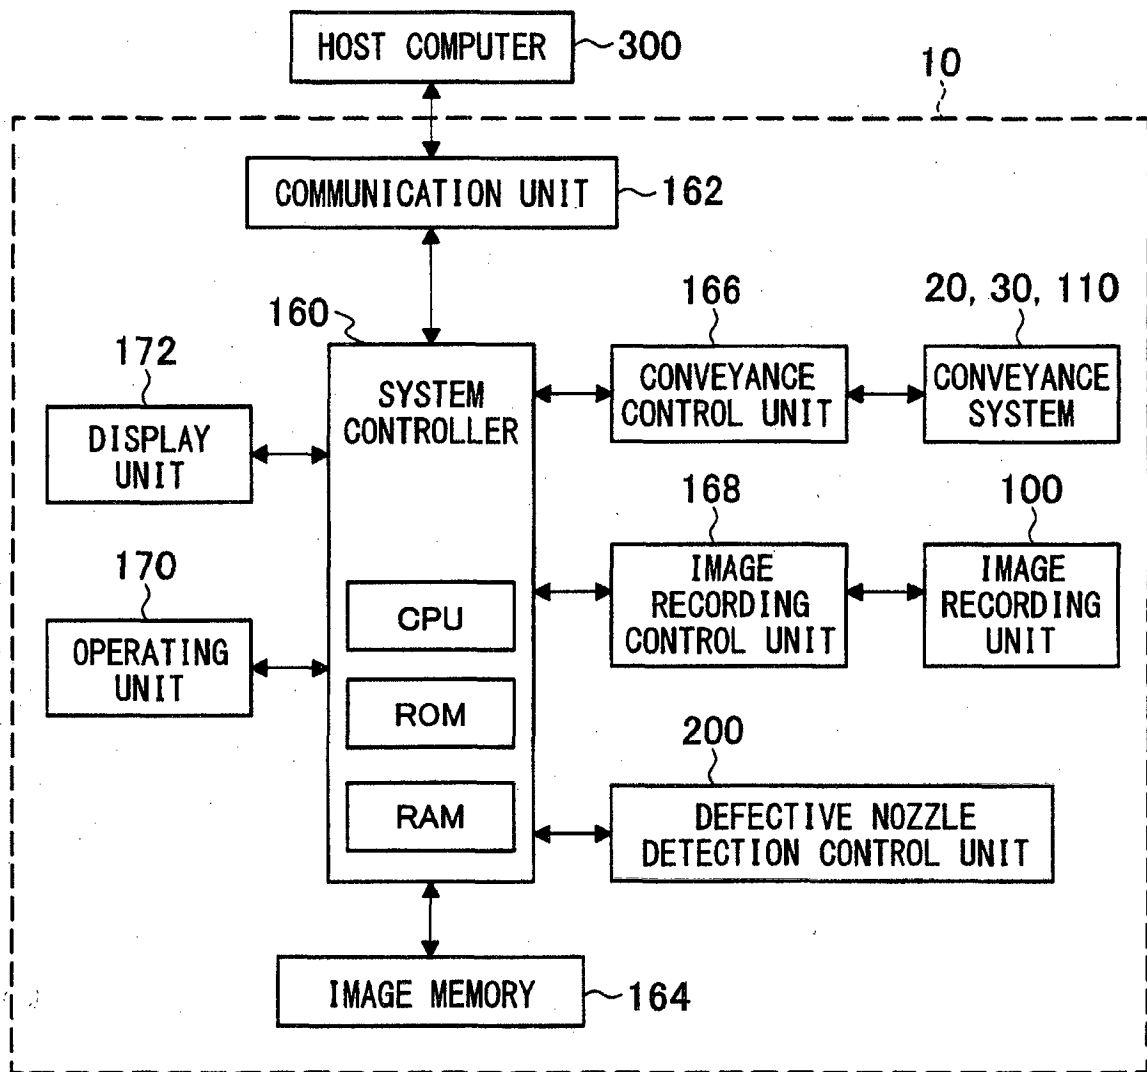 HOST COMPUTER
300
10
COMMUNICATION UNIT
162
160
166
20, 30, 110
172
SYSTEM
CONTROLLER
CONVEYANCE
CONTROL UNIT
CONVEYANCE
SYSTEM
DISPLAY
UNIT
168
100
170
IMAGE
RECORDING
CONTROL UNIT
IMAGE
RECORDING
UNIT
OPERATING
UNIT
CPU
ROM
RAM
200
DEFECTIVE NOZZLE
DETECTION CONTROL UNIT
IMAGE MEMORY
164